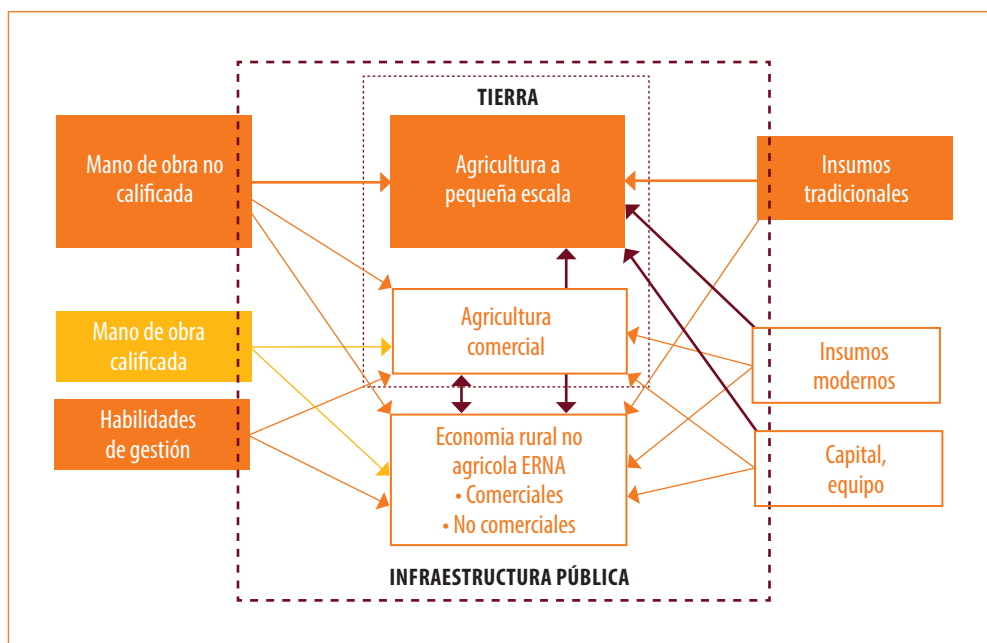 TIERRA
Mano de obra no
calificada
Agricultura a
pequeña escala
Insumos
tradicionales
Mano de obra
calificada
Agricultura
comercial
Insumos
modernos
Habilidades
de gestión
Economia rural no
agricola ERNA
• Comerciales
• No comerciales
Capital,
equipo
INFRAESTRUCTURA PÚBLICA